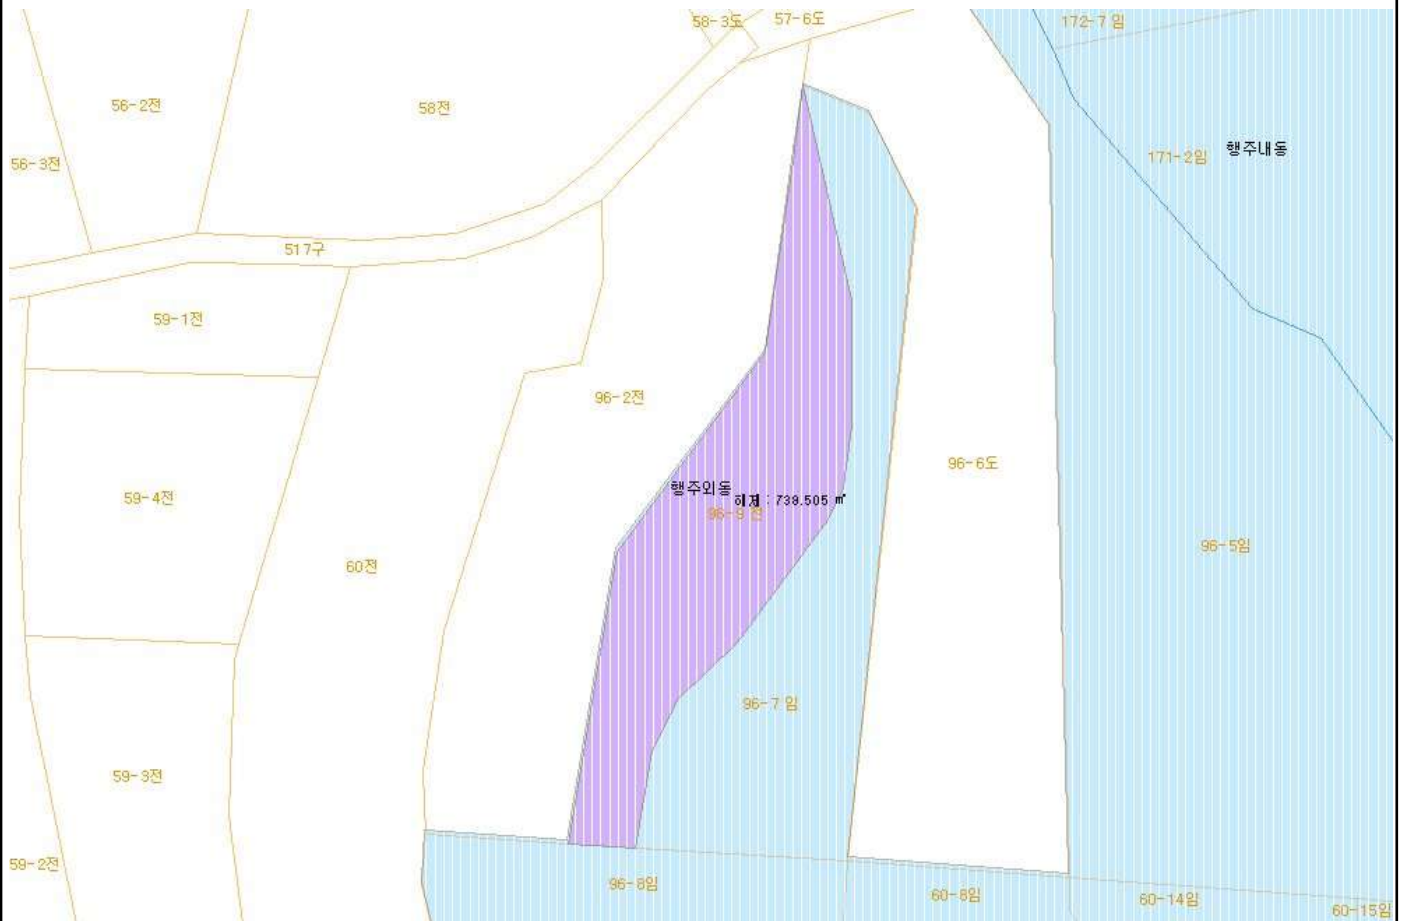 58-3도
57-6도
172-7 임
56-2전
58전
56-3전
171-2임
행주내동
517구
59-1전
96-2전
96-6도
행주외동
해제 : 739.505 ㎡
59-4전
96-9 전
96-5임
60전
96-7 임
59-3전
59-2전
96-8임
60-8임
60-14임
60-15임